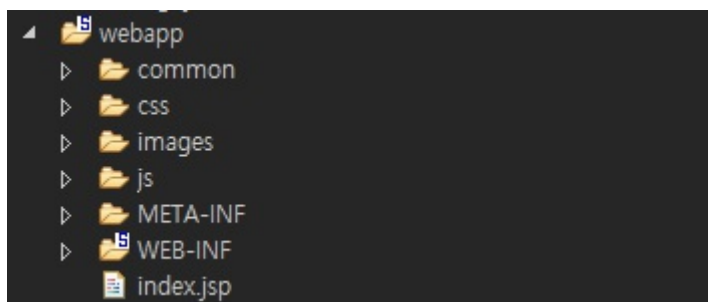 webapp
common
css
images
js
META-INF
WEB-INF
index.jsp